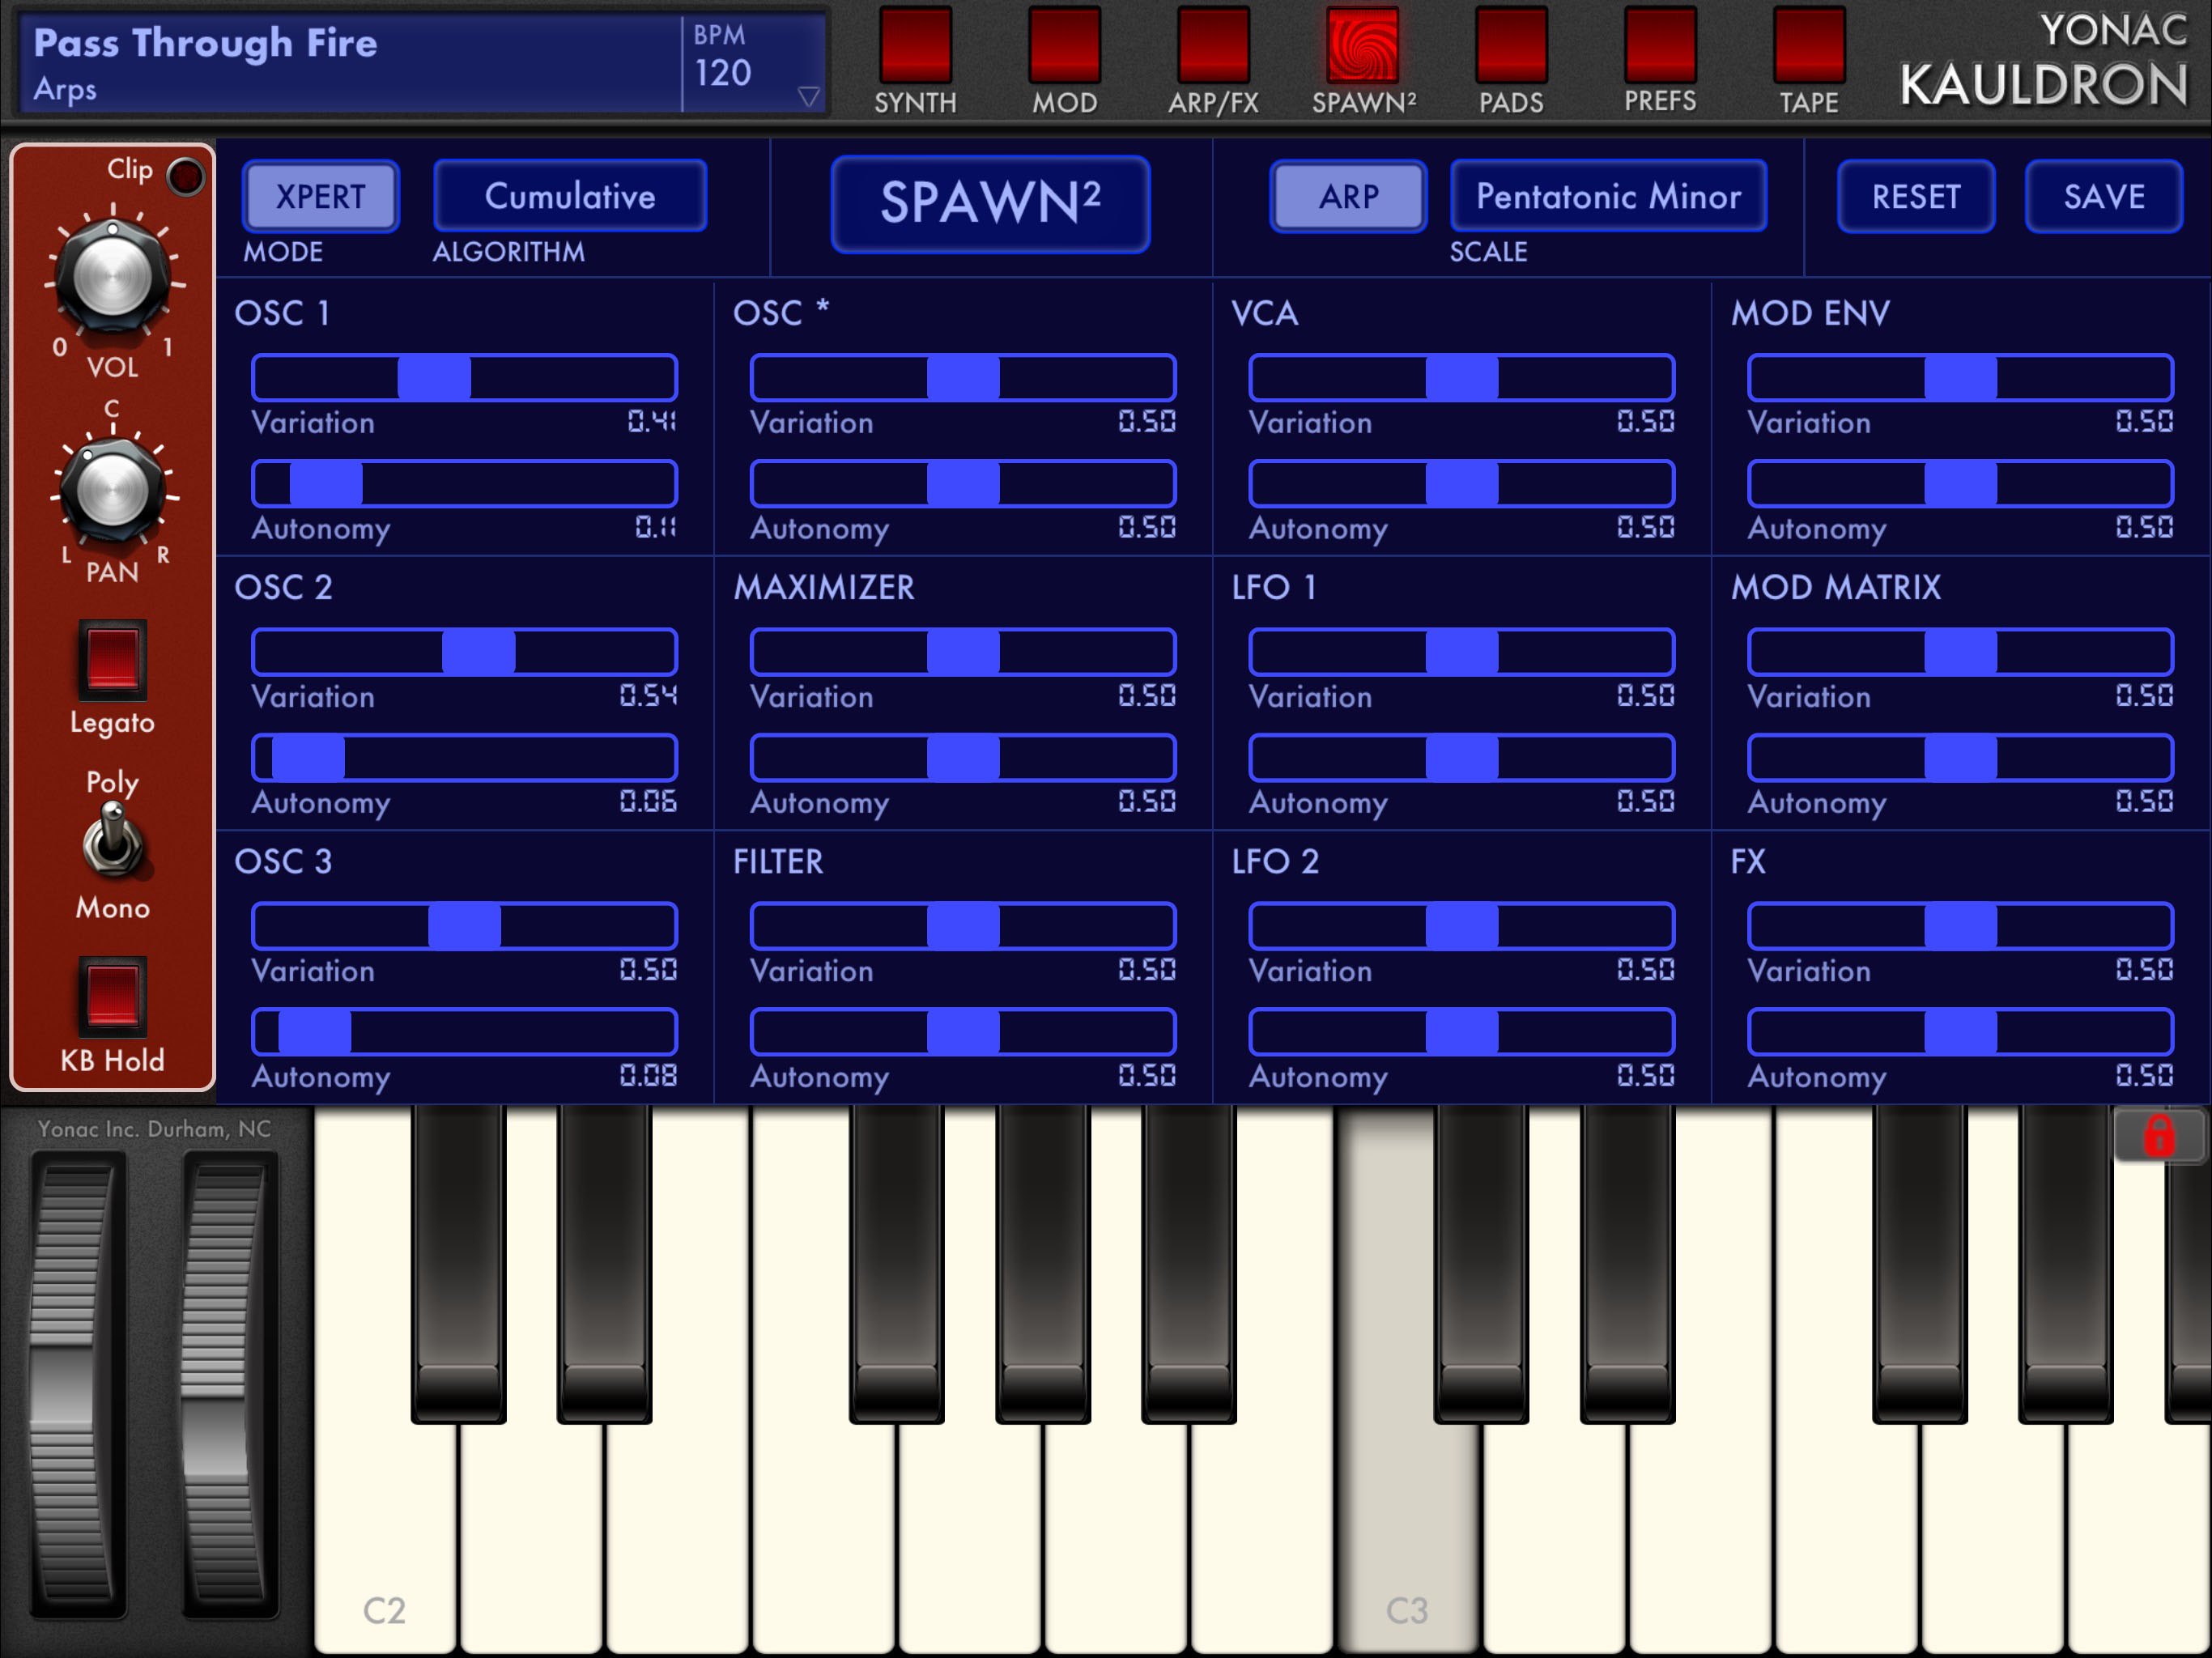 Pass Through Fire
Arps
BPM
120
SYNTH
MOD
ARP/FX
SPAWN²
PADS
PREFS
TAPE
YONAC
KAULDRON
Clip
0
1
VOL
C
L
R
PAN
Legato
Poly
Mono
KB Hold
XPERT
MODE
Cumulative
ALGORITHM
SPAWN²
ARP
Pentatonic Minor
SCALE
RESET
SAVE
OSC 1
Variation 0.41
Autonomy 0.11
OSC *
Variation 0.50
Autonomy 0.50
VCA
Variation 0.50
Autonomy 0.50
MOD ENV
Variation 0.50
Autonomy 0.50
OSC 2
Variation 0.54
Autonomy 0.06
MAXIMIZER
Variation 0.50
Autonomy 0.50
LFO 1
Variation 0.50
Autonomy 0.50
MOD MATRIX
Variation 0.50
Autonomy 0.50
OSC 3
Variation 0.50
Autonomy 0.08
FILTER
Variation 0.50
Autonomy 0.50
LFO 2
Variation 0.50
Autonomy 0.50
FX
Variation 0.50
Autonomy 0.50
Yonac Inc. Durham, NC
C2
C3